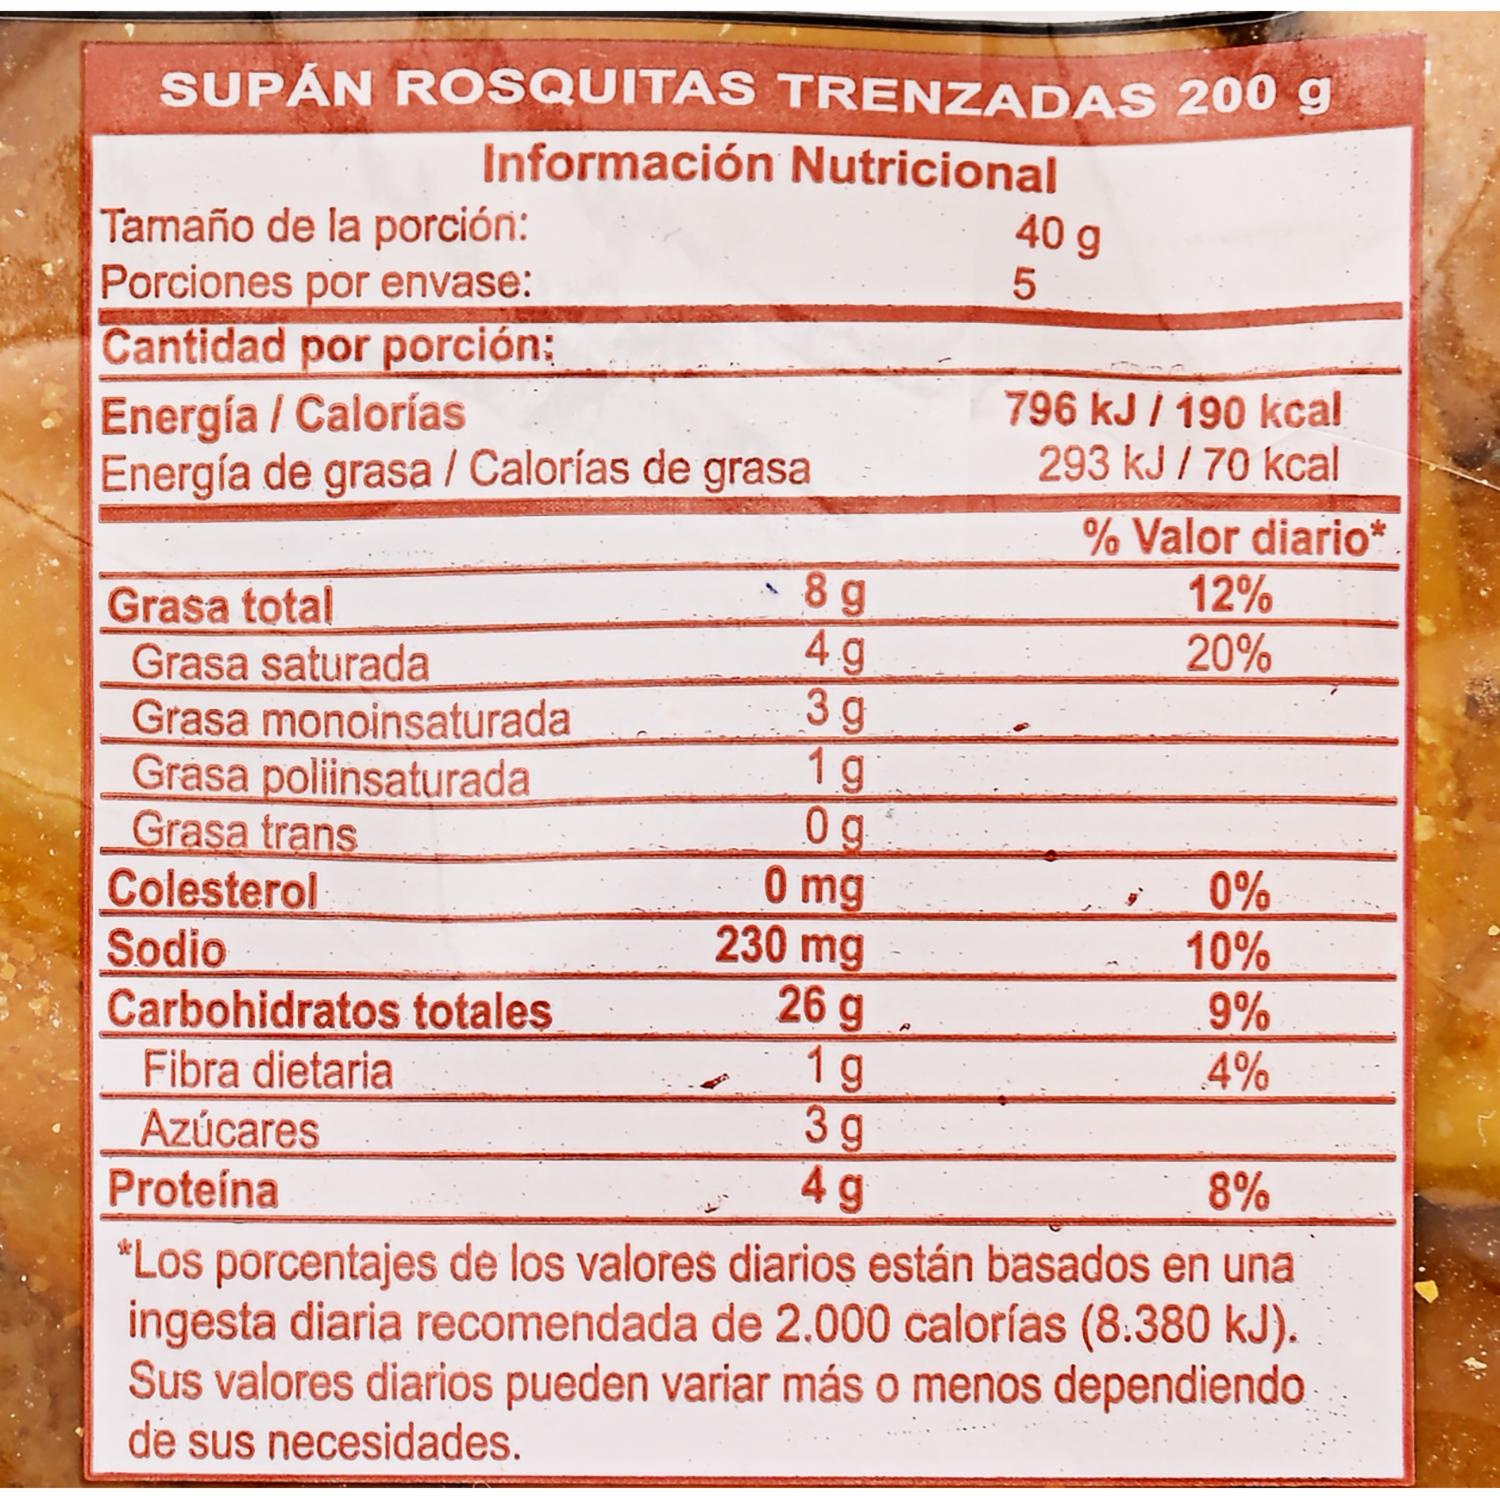 SUPÁN ROSQUITAS TRENZADAS 200 g
Información Nutricional
Tamaño de la porción: 40 g
Porciones por envase: 5
Cantidad por porción:
Energía / Calorías 796 kJ / 190 kcal
Energía de grasa / Calorías de grasa 293 kJ / 70 kcal
% Valor diario*
Grasa total 8 g 12%
Grasa saturada 4 g 20%
Grasa monoinsaturada 3 g
Grasa poliinsaturada 1 g
Grasa trans 0 g
Colesterol 0 mg 0%
Sodio 230 mg 10%
Carbohidratos totales 26 g 9%
Fibra dietaria 1 g 4%
Azúcares 3 g
Proteína 4 g 8%
*Los porcentajes de los valores diarios están basados en una
ingesta diaria recomendada de 2.000 calorías (8.380 kJ).
Sus valores diarios pueden variar más o menos dependiendo
de sus necesidades.